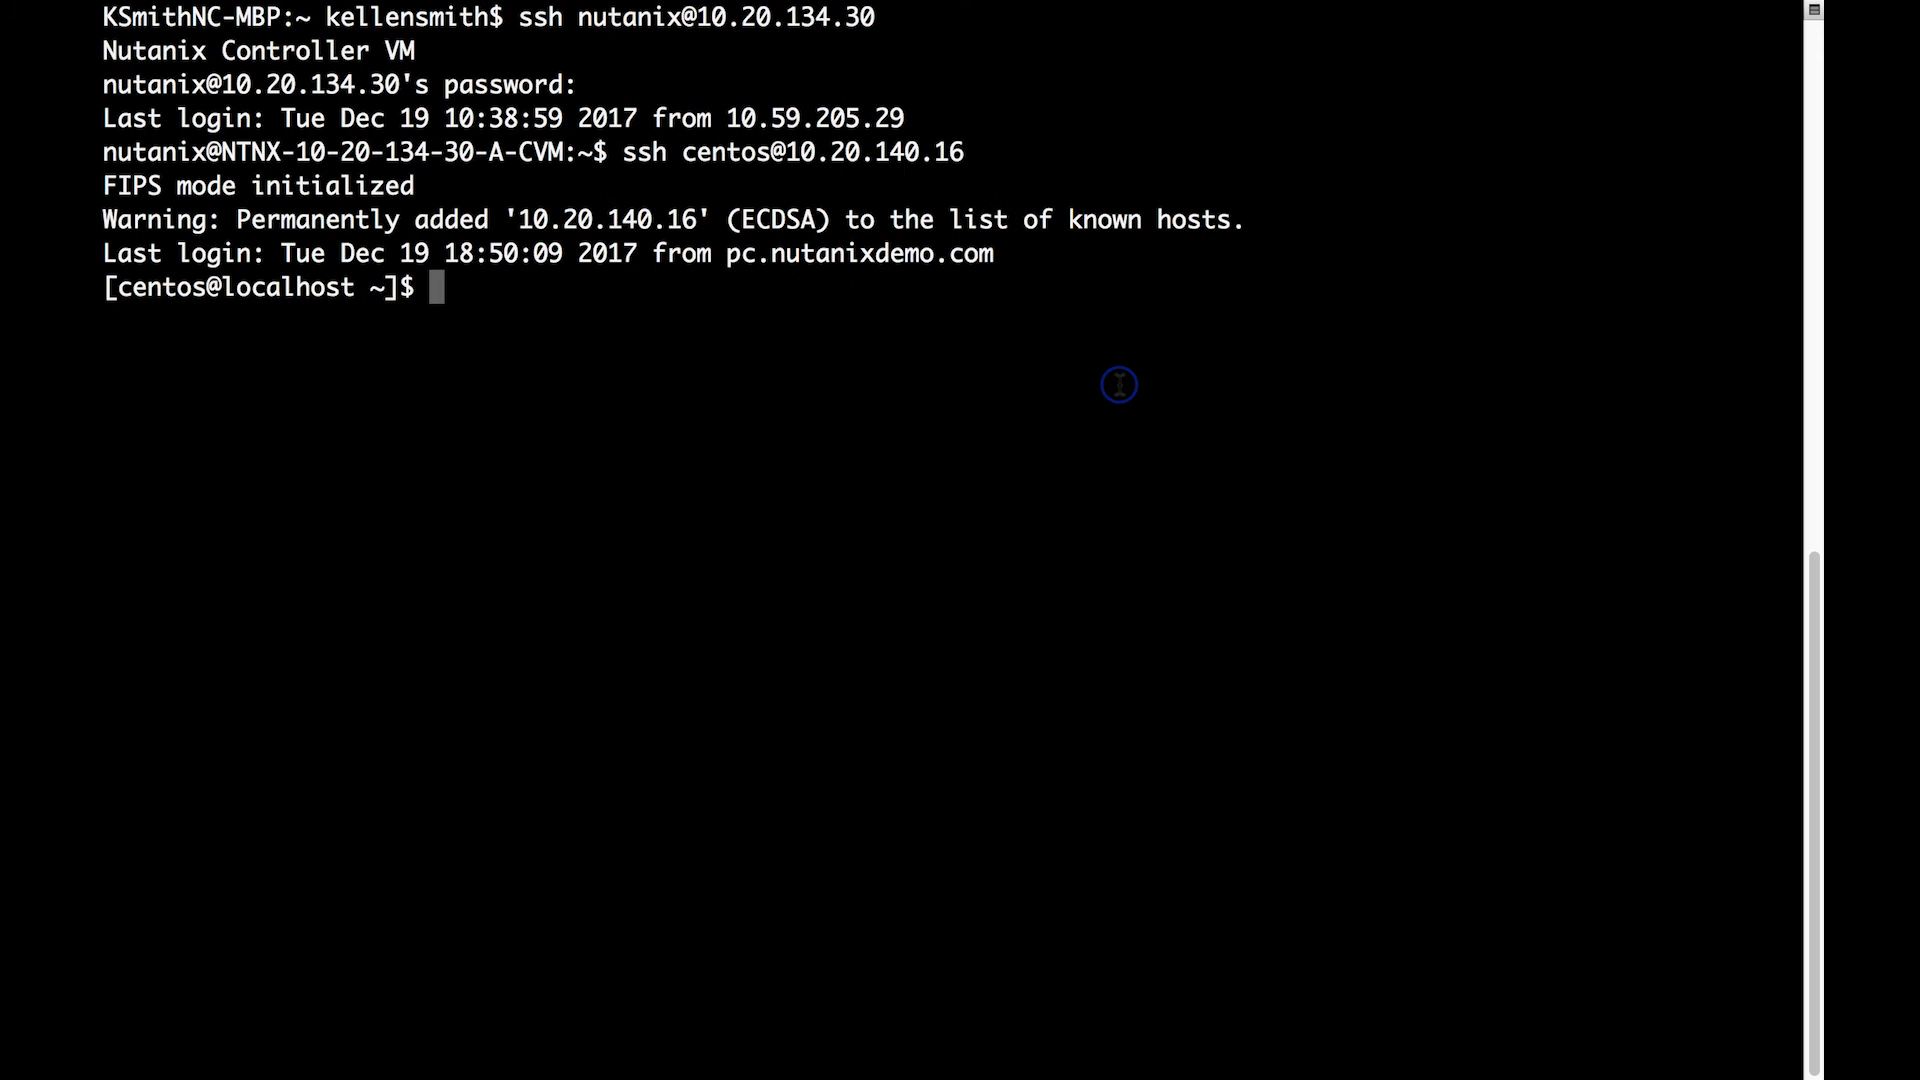 KSmithNC-MBP:~ kellensmith$ ssh nutanix@10.20.134.30
Nutanix Controller VM
nutanix@10.20.134.30's password:
Last login: Tue Dec 19 10:38:59 2017 from 10.59.205.29
nutanix@NTNX-10-20-134-30-A-CVM:~$ ssh centos@10.20.140.16
FIPS mode initialized
Warning: Permanently added '10.20.140.16' (ECDSA) to the list of known hosts.
Last login: Tue Dec 19 18:50:09 2017 from pc.nutanixdemo.com
[centos@localhost ~]$